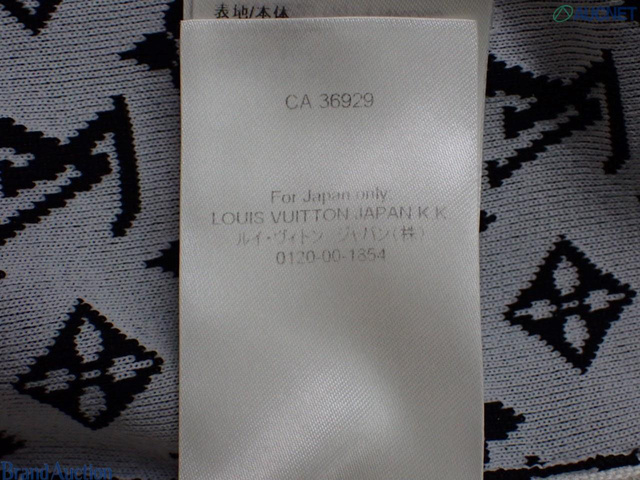 表地/本体
CA 36929
For Japan only
LOUIS VUITTON JAPAN K.K.
ルイ・ヴィトン ジャパン(株)
0120-00-1854
AUCNET
Brand Auction